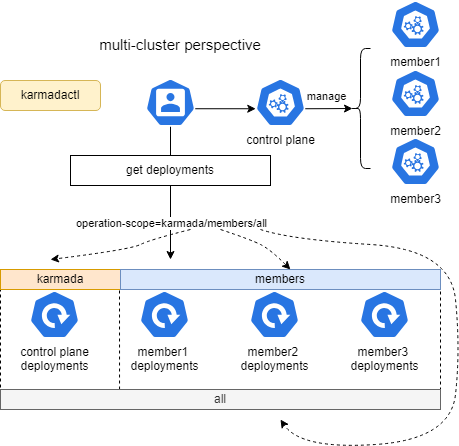 multi-cluster perspective
karmadactl
control plane
manage
member1
member2
member3
get deployments
operation-scope=karmada/members/all
karmada
members
control plane
deployments
member1
deployments
member2
deployments
member3
deployments
all